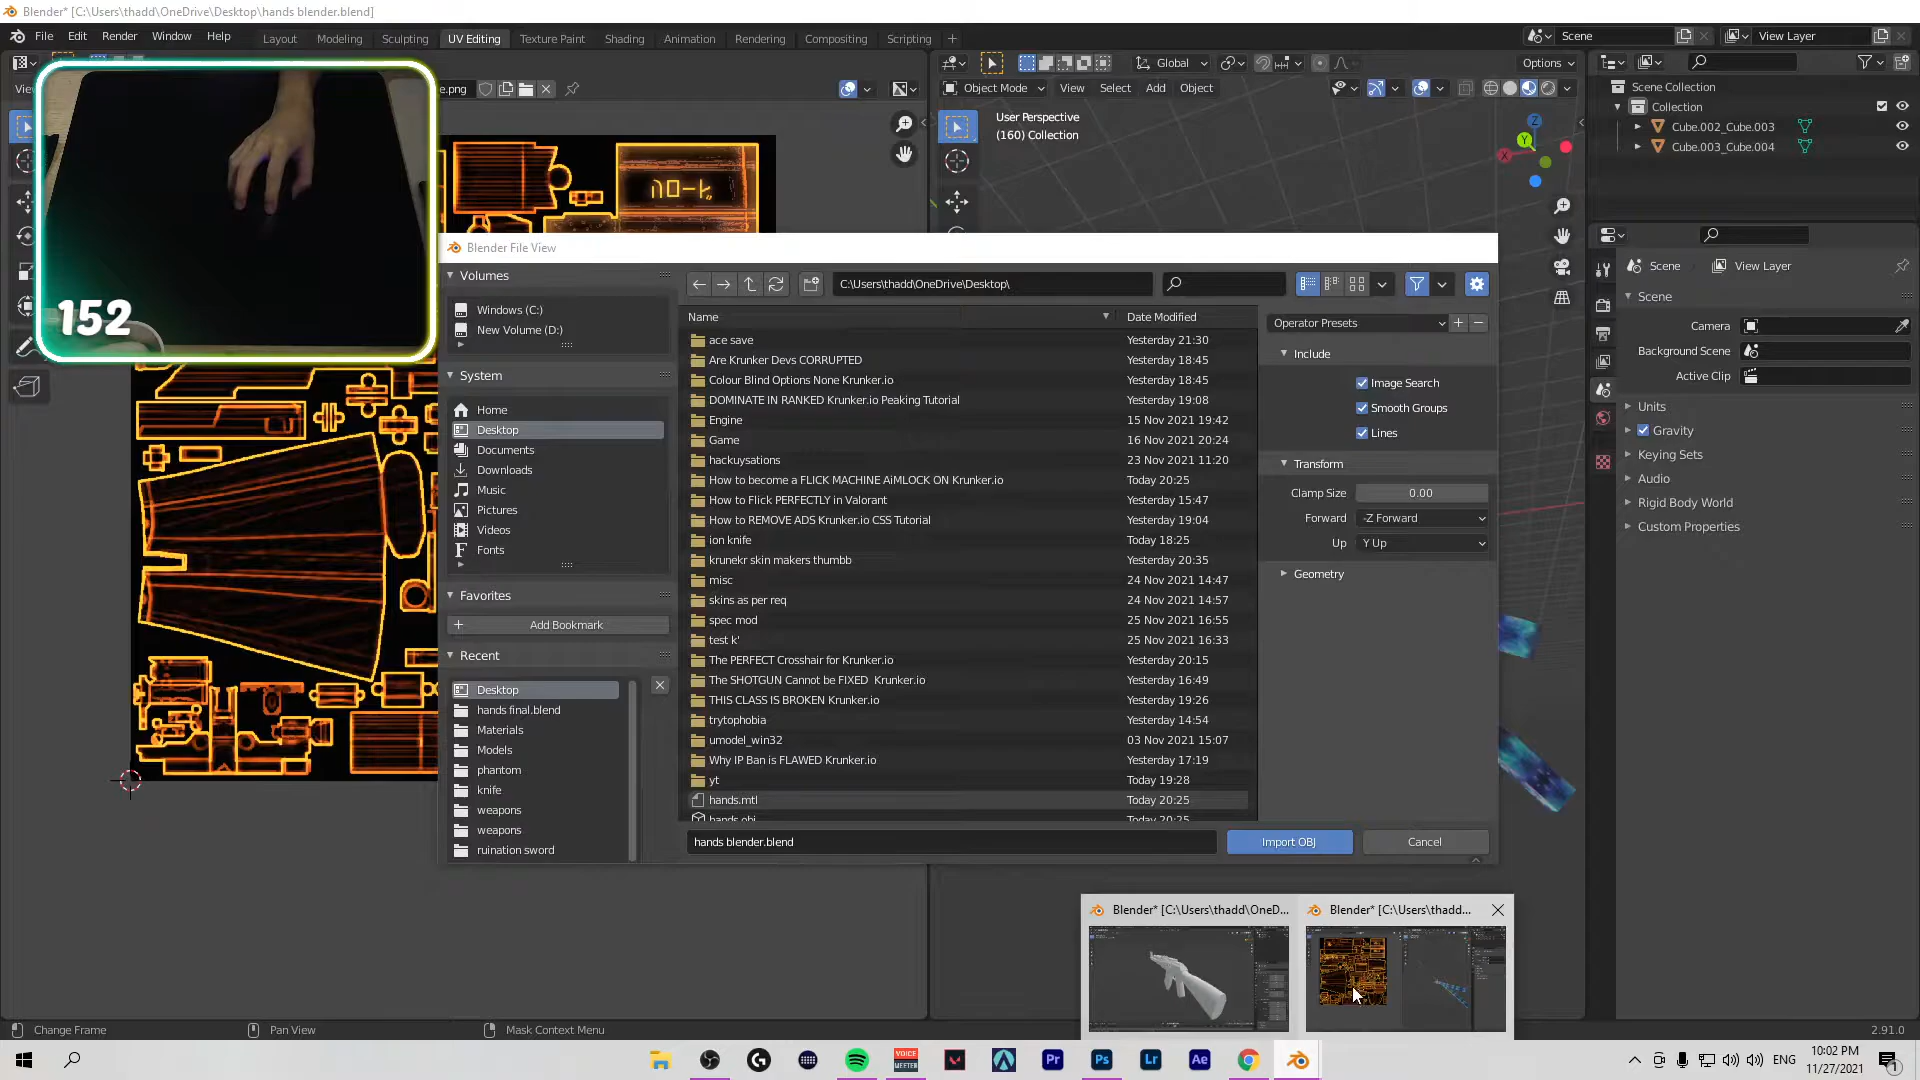 Blender* [C:\Users\thadd\OneDrive\Desktop\hands blender.blend]
File Edit Render Window Help
Layout Modeling Sculpting UV Editing Texture Paint Shading Animation Rendering Compositing Scripting +
Scene
View Layer
e.png
Global
Options
Object Mode View Select Add Object
User Perspective
(160) Collection
Scene Collection
Collection
Cube.002_Cube.003
Cube.003_Cube.004
152
Blender File View
Volumes
Windows (C:)
New Volume (D:)
System
Home
Desktop
Documents
Downloads
Music
Pictures
Videos
Fonts
Favorites
Add Bookmark
Recent
Desktop
hands final.blend
Materials
Models
phantom
knife
weapons
weapons
ruination sword
C:\Users\thadd\OneDrive\Desktop\
Name Date Modified
ace save Yesterday 21:30
Are Krunker Devs CORRUPTED Yesterday 18:45
Colour Blind Options None Krunker.io Yesterday 18:45
DOMINATE IN RANKED Krunker.io Peaking Tutorial Yesterday 19:08
Engine 15 Nov 2021 19:42
Game 16 Nov 2021 20:24
hackuysations 23 Nov 2021 11:20
How to become a FLICK MACHINE AiMLOCK ON Krunker.io Today 20:25
How to Flick PERFECTLY in Valorant Yesterday 15:47
How to REMOVE ADS Krunker.io CSS Tutorial Yesterday 19:04
ion knife Today 18:25
krunekr skin makers thumbb Yesterday 20:35
misc 24 Nov 2021 14:47
skins as per req 24 Nov 2021 14:57
spec mod 25 Nov 2021 16:55
test k' 25 Nov 2021 16:33
The PERFECT Crosshair for Krunker.io Yesterday 20:15
The SHOTGUN Cannot be FIXED Krunker.io Yesterday 16:49
THIS CLASS IS BROKEN Krunker.io Yesterday 19:26
trytophobia Yesterday 14:54
umodel_win32 03 Nov 2021 15:07
Why IP Ban is FLAWED Krunker.io Yesterday 17:19
yt Today 19:28
hands.mtl Today 20:25
hands.obj Today 20:25
hands blender.blend
Import OBJ
Cancel
Operator Presets
Include
Image Search
Smooth Groups
Lines
Transform
Clamp Size 0.00
Forward -Z Forward
Up Y Up
Geometry
Scene View Layer
Scene
Camera
Background Scene
Active Clip
Units
Gravity
Keying Sets
Audio
Rigid Body World
Custom Properties
Blender* [C:\Users\thadd\OneD...
Blender* [C:\Users\thadd...
Change Frame
Pan View
Mask Context Menu
2.91.0
VOICE MEETER
Pr
Ps
Lr
Ae
ENG
10:02 PM
11/27/2021